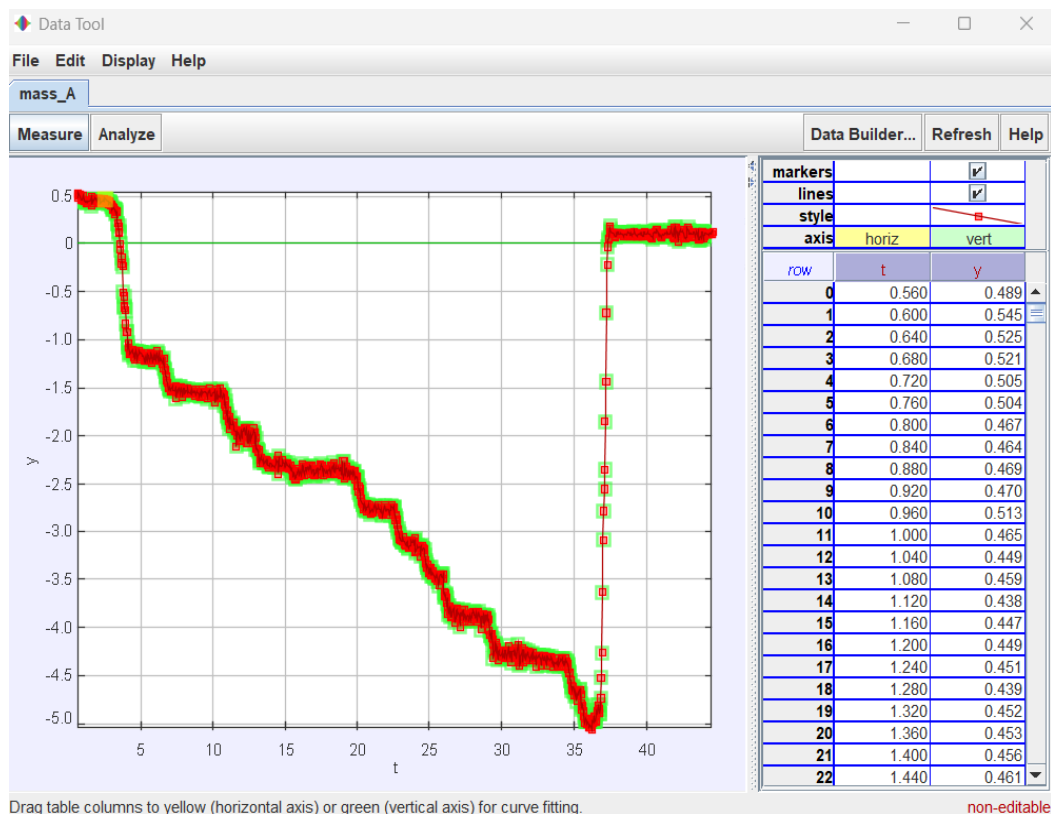 Data Tool
File Edit Display Help
mass_A
Measure Analyze Data Builder... Refresh Help
0.5
0
-0.5
-1.0
-1.5
-2.0
-2.5
-3.0
-3.5
-4.0
-4.5
-5.0
y
5 10 15 20 25 30 35 40
t
markers
lines
style
axis horiz vert
row t y
0 0.560 0.489
1 0.600 0.545
2 0.640 0.525
3 0.680 0.521
4 0.720 0.505
5 0.760 0.504
6 0.800 0.467
7 0.840 0.464
8 0.880 0.469
9 0.920 0.470
10 0.960 0.513
11 1.000 0.465
12 1.040 0.449
13 1.080 0.459
14 1.120 0.438
15 1.160 0.447
16 1.200 0.449
17 1.240 0.451
18 1.280 0.439
19 1.320 0.452
20 1.360 0.453
21 1.400 0.456
22 1.440 0.461
Drag table columns to yellow (horizontal axis) or green (vertical axis) for curve fitting. non-editable